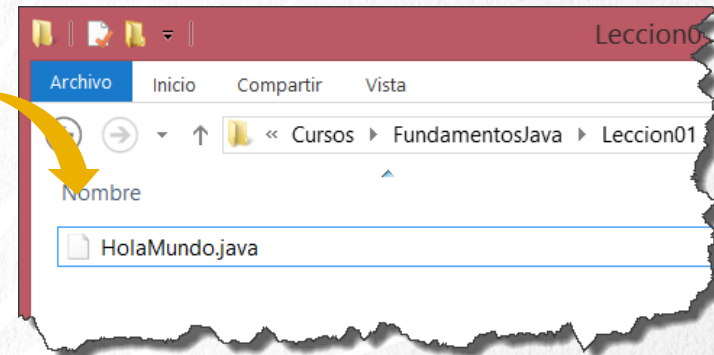 Leccion0
Archivo Inicio Compartir Vista
« Cursos FundamentosJava Leccion01
Nombre
HolaMundo.java